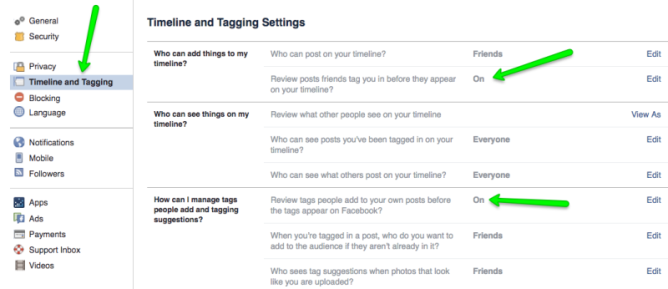 General
Security
Privacy
Timeline and Tagging
Blocking
Language
Notifications
Mobile
Followers
Apps
Ads
Payments
Support Inbox
Videos
Timeline and Tagging Settings
Who can add things to my
timeline?
Who can post on your timeline?
Friends
Edit
Review posts friends tag you in before they appear
on your timeline?
On
Edit
Who can see things on my
timeline?
Review what other people see on your timeline
View As
Who can see posts you've been tagged in on your
timeline?
Everyone
Edit
Who can see what others post on your timeline?
Everyone
Edit
How can I manage tags
people add and tagging
suggestions?
Review tags people add to your own posts before
the tags appear on Facebook?
On
Edit
When you're tagged in a post, who do you want to
add to the audience if they aren't already in it?
Friends
Edit
Who sees tag suggestions when photos that look
like you are uploaded?
Friends
Edit